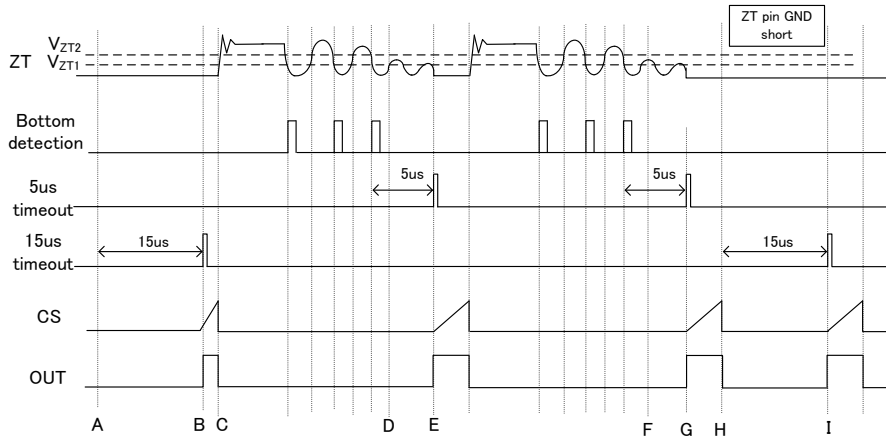 ZT pin GND
short
VZT2
ZT
VZT1
Bottom
detection
5us
5us
5us
timeout
15us
timeout
15us
15us
CS
OUT
A
B
C
D
E
F
G
H
I